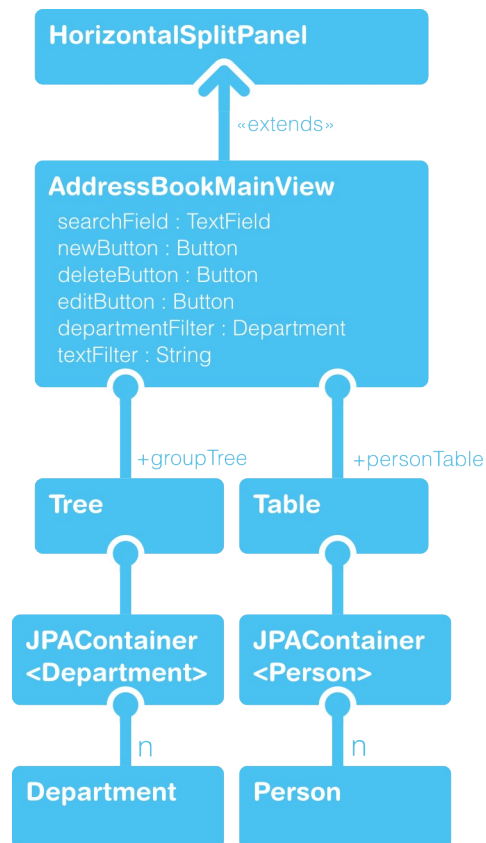 HorizontalSplitPanel
«extends»
AddressBookMainView
searchField : TextField
newButton : Button
deleteButton : Button
editButton : Button
departmentFilter : Department
textFilter : String
+groupTree
+personTable
Tree
Table
JPAContainer
<Department>
JPAContainer
<Person>
n
n
Department
Person